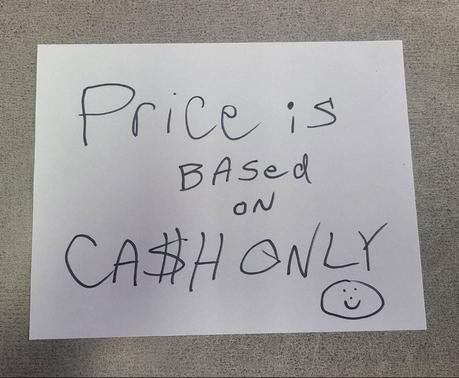 Price is
BASed
ON
CA$H ONLY